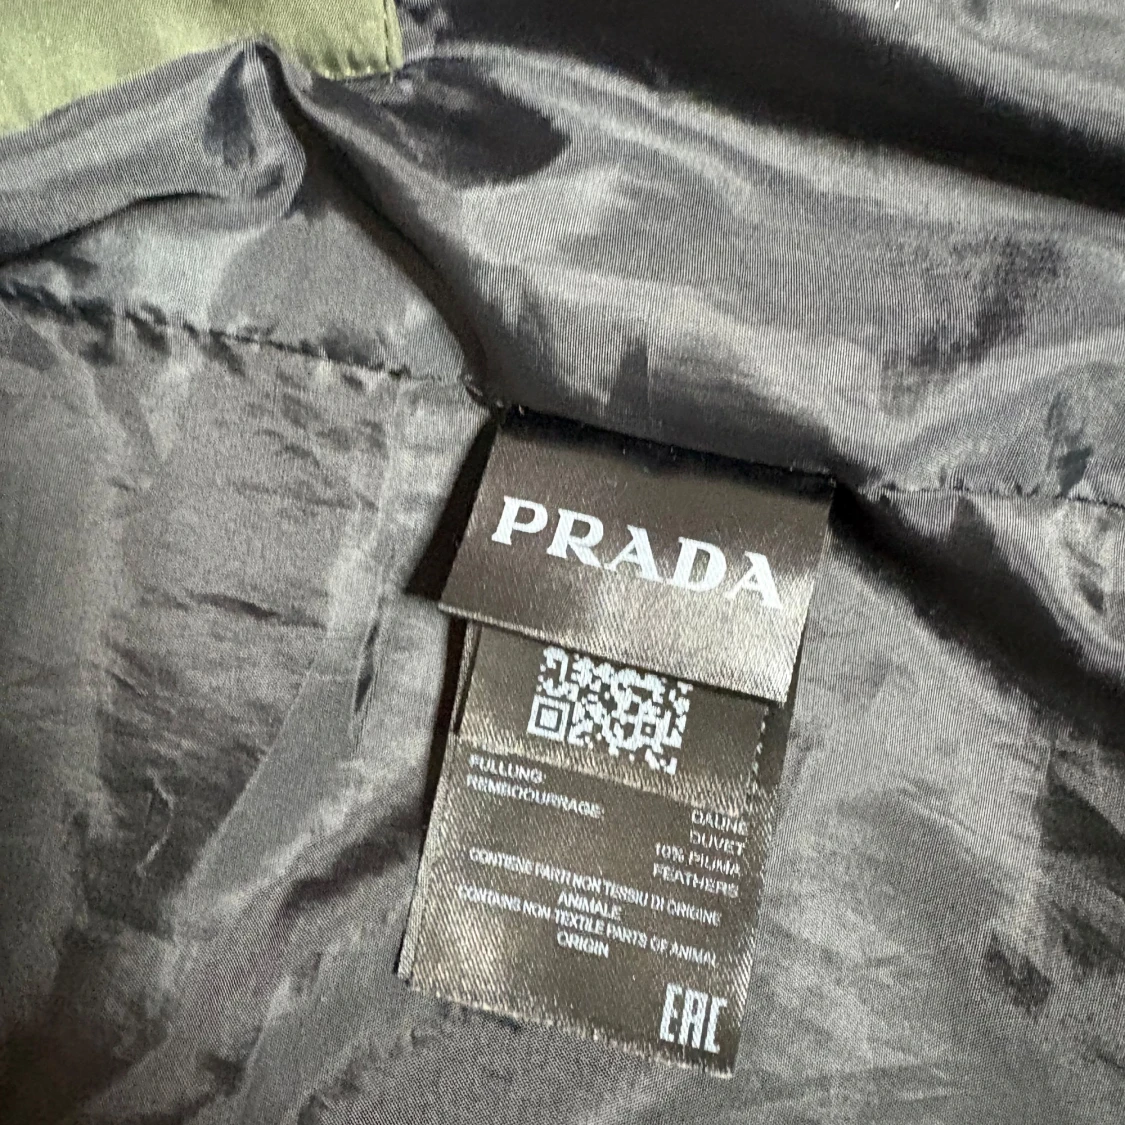 PRADA
FULLUNG
REMBOURRAGE
DAUNE
DUVET
10% PIUMA
FEATHERS
CONTIENE PARTI NON TESSILI DI ORIGINE
ANIMALE
CONTAINS NON TEXTILE PARTS OF ANIMAL
ORIGIN
EAC